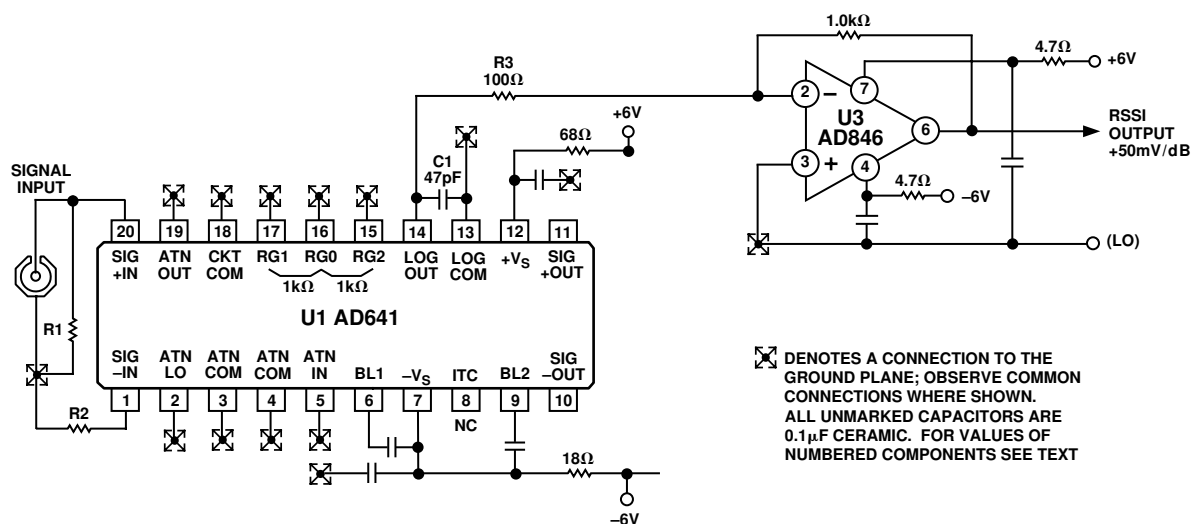 1.0kΩ
4.7Ω
+6V
R3
100Ω
2
–
7
U3
AD846
6
RSSI
OUTPUT
+50mV/dB
3
+
4
4.7Ω
–6V
(LO)
+6V
68Ω
C1
47pF
SIGNAL
INPUT
20 19 18 17 16 15 14 13 12 11
SIG
+IN
ATN
OUT
CKT
COM
RG1
RG0
RG2
LOG
OUT
LOG
COM
+VS
SIG
+OUT
1kΩ
1kΩ
U1 AD641
R1
SIG
–IN
ATN
LO
ATN
COM
ATN
COM
ATN
IN
BL1
–VS
ITC
BL2
SIG
–OUT
1 2 3 4 5 6 7 8 9 10
NC
R2
18Ω
–6V
DENOTES A CONNECTION TO THE
GROUND PLANE; OBSERVE COMMON
CONNECTIONS WHERE SHOWN.
ALL UNMARKED CAPACITORS ARE
0.1μF CERAMIC. FOR VALUES OF
NUMBERED COMPONENTS SEE TEXT